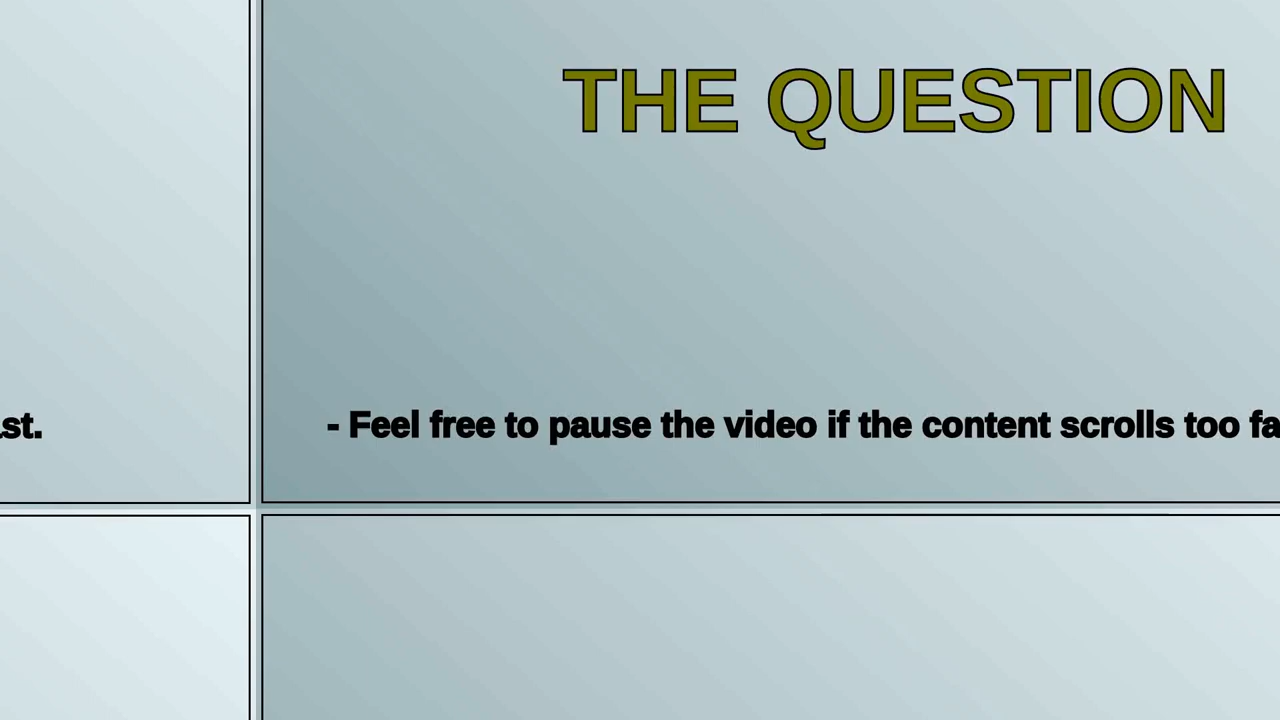 THE QUESTION
st.
- Feel free to pause the video if the content scrolls too fa